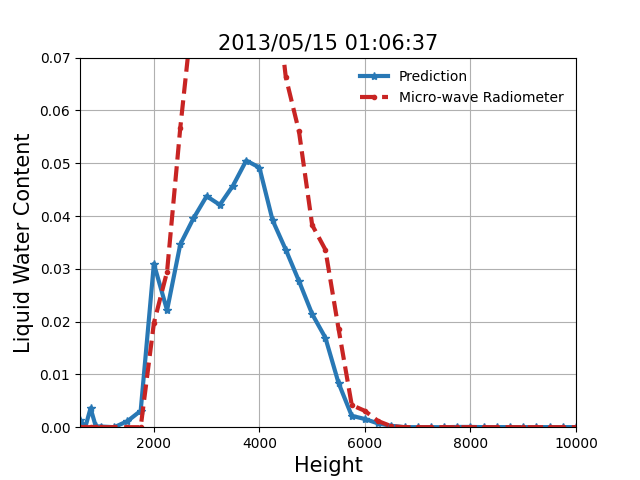 2013/05/15 01:06:37
0.07
0.06
0.05
0.04
0.03
0.02
0.01
0.00
Liquid Water Content
Prediction
Micro-wave Radiometer
2000 4000 6000 8000 10000
Height